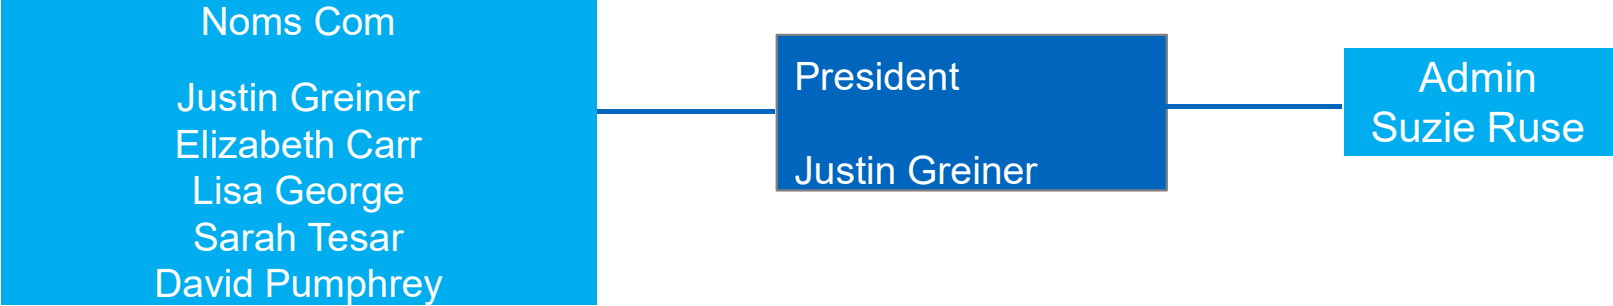 Noms Com
Justin Greiner
Elizabeth Carr
Lisa George
Sarah Tesar
David Pumphrey
President
Justin Greiner
Admin
Suzie Ruse